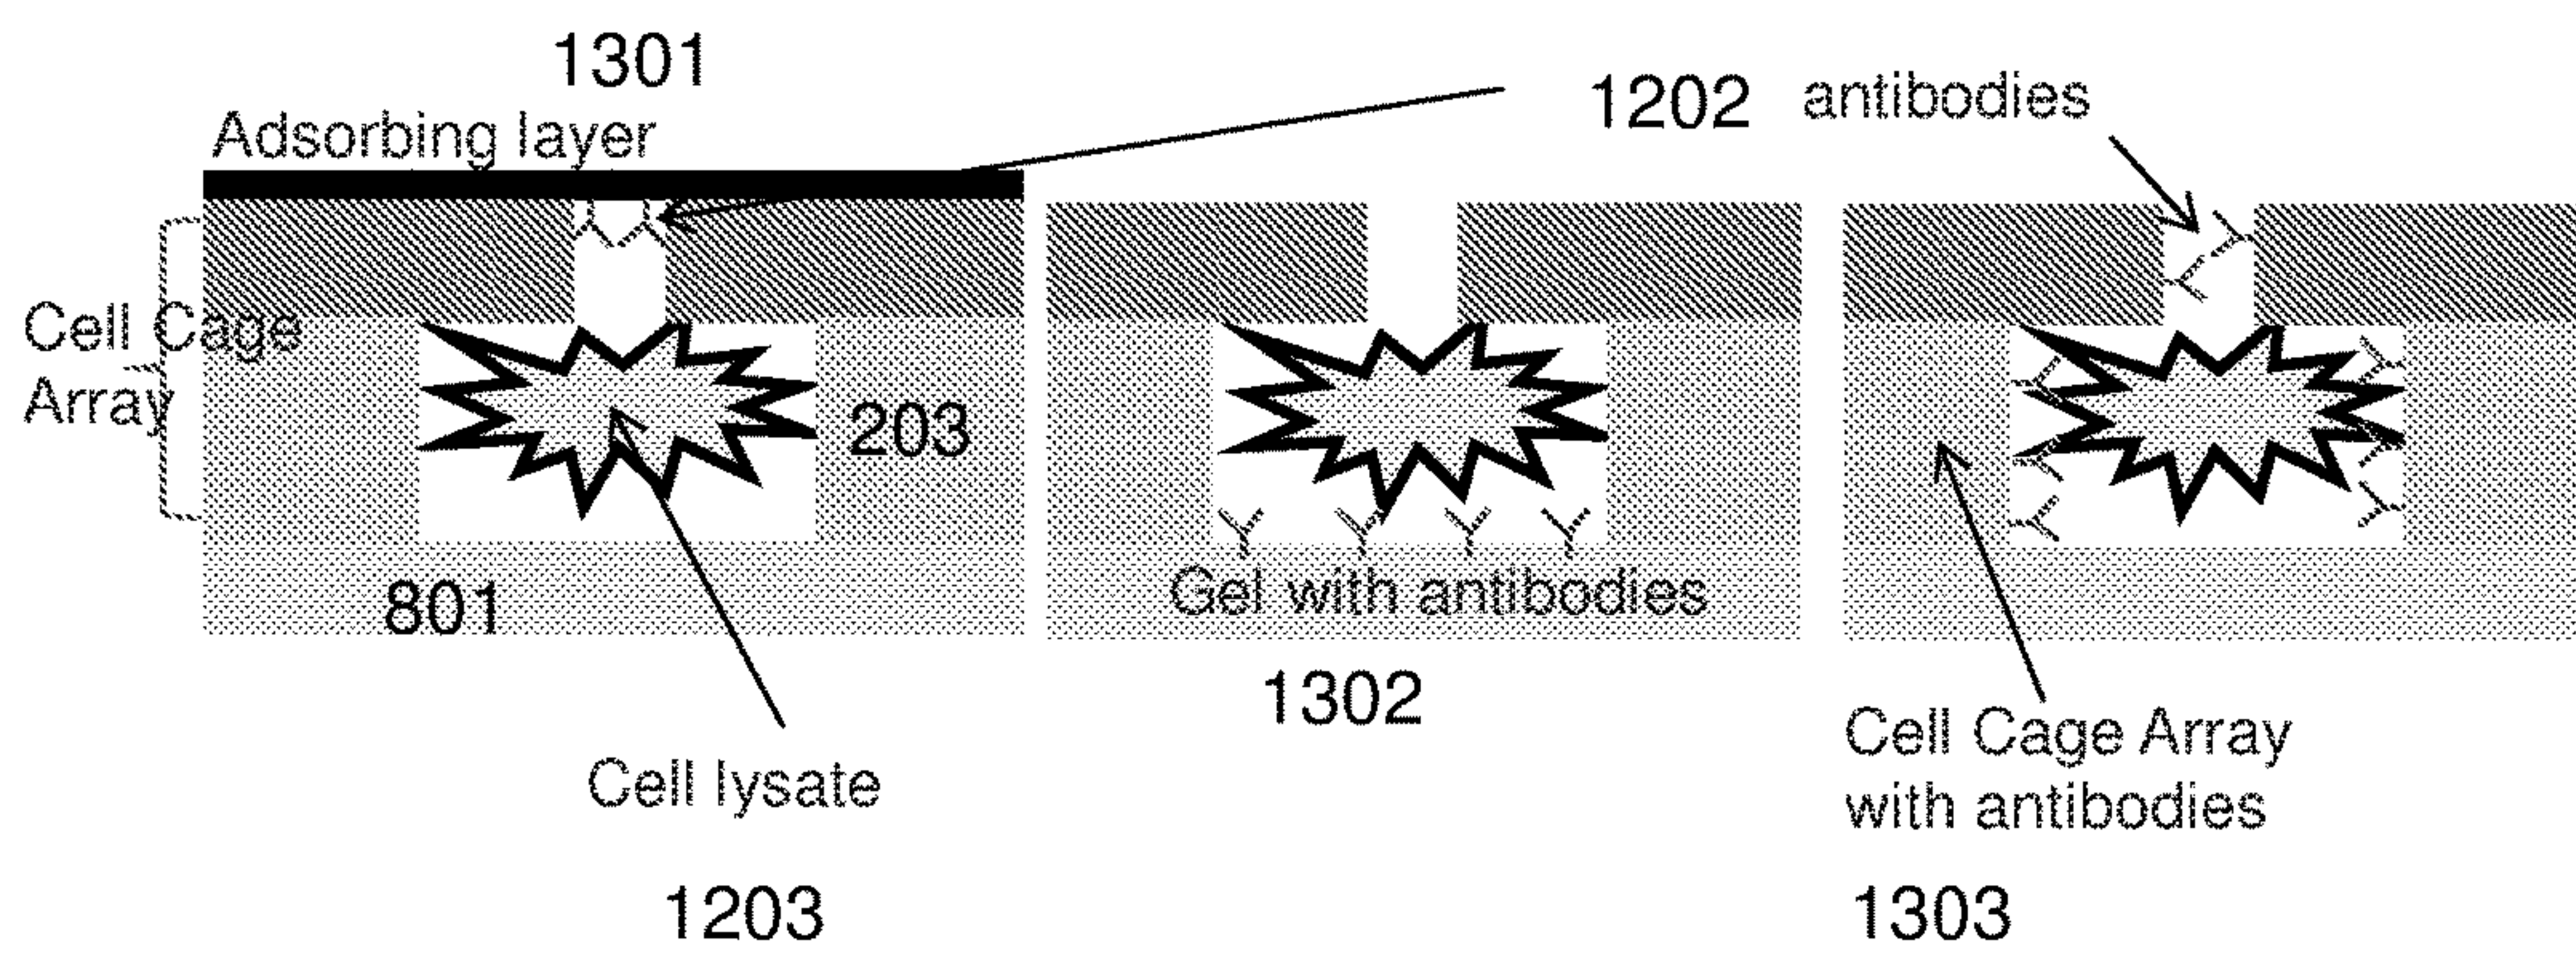 1301
Adsorbing layer
1202 antibodies
Cell Cage
Array
203
801
Gel with antibodies
1302
Cell lysate
1203
Cell Cage Array
with antibodies
1303